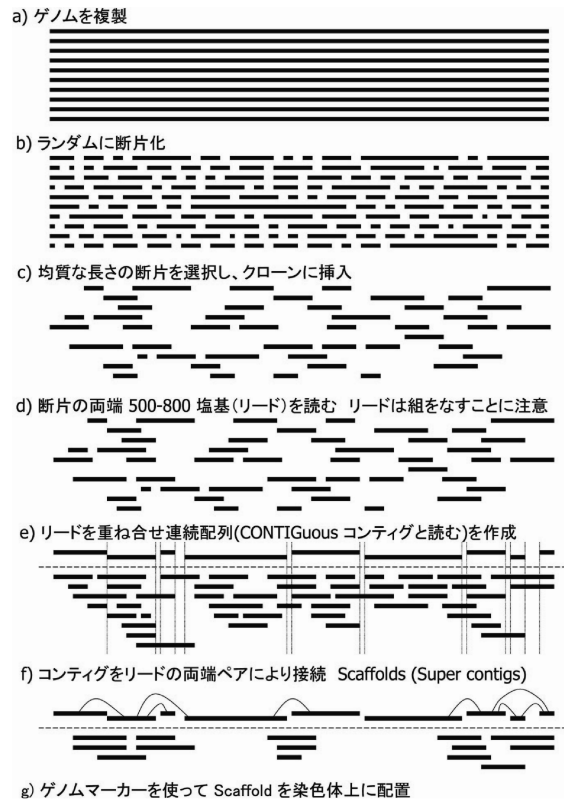 a) ゲノムを複製
b) ランダムに断片化
c) 均質な長さの断片を選択し、クローンに挿入
d) 断片の両端 500-800 塩基(リード)を読む リードは組をなすことに注意
e) リードを重ね合せ連続配列(CONTIGuous コンティグと読む)を作成
f) コンティグをリードの両端ペアにより接続 Scaffolds (Super contigs)
g) ゲノムマーカーを使って Scaffold を染色体上に配置